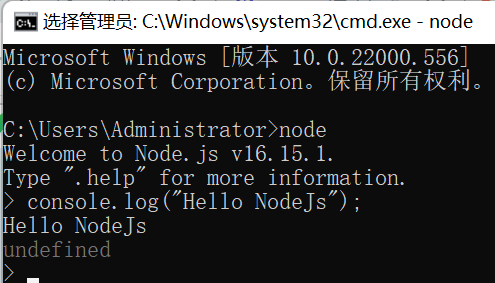 选择管理员: C:\Windows\system32\cmd.exe - node
Microsoft Windows [版本 10.0.22000.556]
(c) Microsoft Corporation。保留所有权利。
C:\Users\Administrator>node
Welcome to Node.js v16.15.1.
Type ".help" for more information.
> console.log("Hello NodeJs");
Hello NodeJs
undefined
>